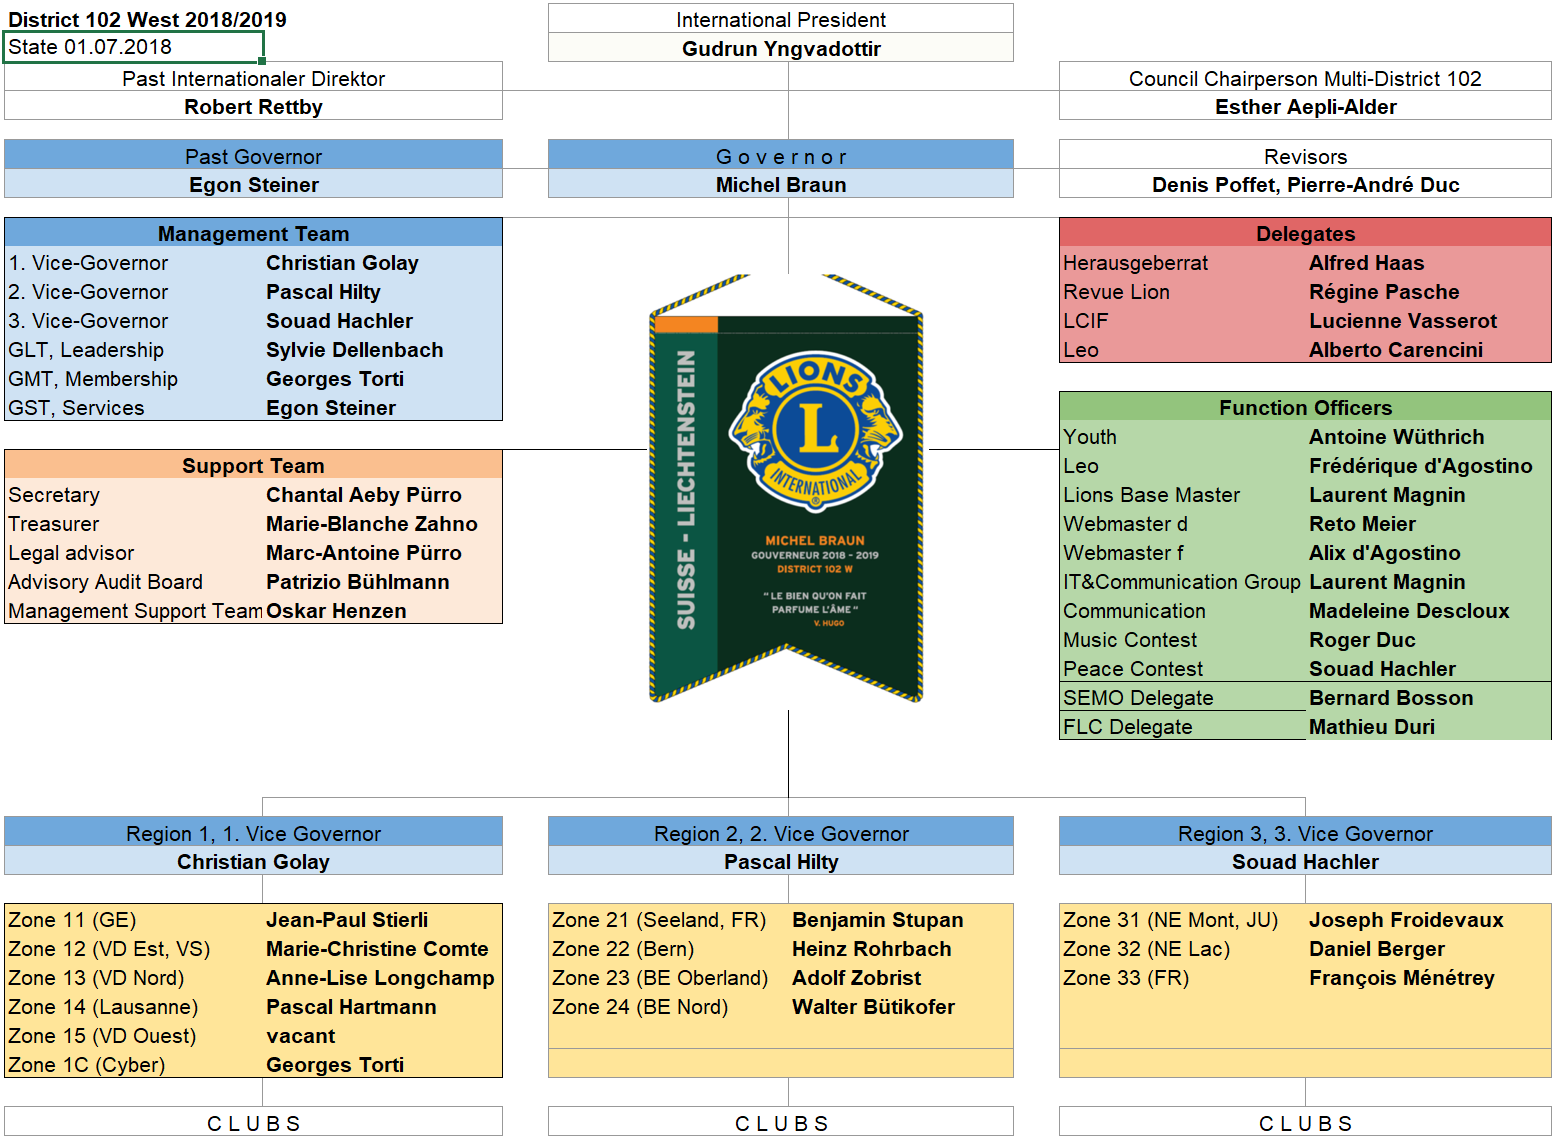 District 102 West 2018/2019
State 01.07.2018
International President
Gudrun Yngvadottir
Past Internationaler Direktor
Robert Rettby
Council Chairperson Multi-District 102
Esther Aepli-Alder
Past Governor
Egon Steiner
G o v e r n o r
Michel Braun
Revisors
Denis Poffet, Pierre-André Duc
Management Team
1. Vice-Governor Christian Golay
2. Vice-Governor Pascal Hilty
3. Vice-Governor Souad Hachler
GLT, Leadership Sylvie Dellenbach
GMT, Membership Georges Torti
GST, Services Egon Steiner
Support Team
Secretary Chantal Aeby Pürro
Treasurer Marie-Blanche Zahno
Legal advisor Marc-Antoine Pürro
Advisory Audit Board Patrizio Bühlmann
Management Support Team Oskar Henzen
SUISSE - LIECHTENSTEIN
LIONS
L
INTERNATIONAL
®
MICHEL BRAUN
GOUVERNEUR 2018 - 2019
DISTRICT 102 W
“ LE BIEN QU'ON FAIT
PARFUME L'ÂME “
V. HUGO
Delegates
Herausgeberrat Alfred Haas
Revue Lion Régine Pasche
LCIF Lucienne Vasserot
Leo Alberto Carencini
Function Officers
Youth Antoine Wüthrich
Leo Frédérique d'Agostino
Lions Base Master Laurent Magnin
Webmaster d Reto Meier
Webmaster f Alix d'Agostino
IT&Communication Group Laurent Magnin
Communication Madeleine Descloux
Music Contest Roger Duc
Peace Contest Souad Hachler
SEMO Delegate Bernard Bosson
FLC Delegate Mathieu Duri
Region 1, 1. Vice Governor
Christian Golay
Zone 11 (GE) Jean-Paul Stierli
Zone 12 (VD Est, VS) Marie-Christine Comte
Zone 13 (VD Nord) Anne-Lise Longchamp
Zone 14 (Lausanne) Pascal Hartmann
Zone 15 (VD Ouest) vacant
Zone 1C (Cyber) Georges Torti
C L U B S
Region 2, 2. Vice Governor
Pascal Hilty
Zone 21 (Seeland, FR) Benjamin Stupan
Zone 22 (Bern) Heinz Rohrbach
Zone 23 (BE Oberland) Adolf Zobrist
Zone 24 (BE Nord) Walter Bütikofer
C L U B S
Region 3, 3. Vice Governor
Souad Hachler
Zone 31 (NE Mont, JU) Joseph Froidevaux
Zone 32 (NE Lac) Daniel Berger
Zone 33 (FR) François Ménétrey
C L U B S